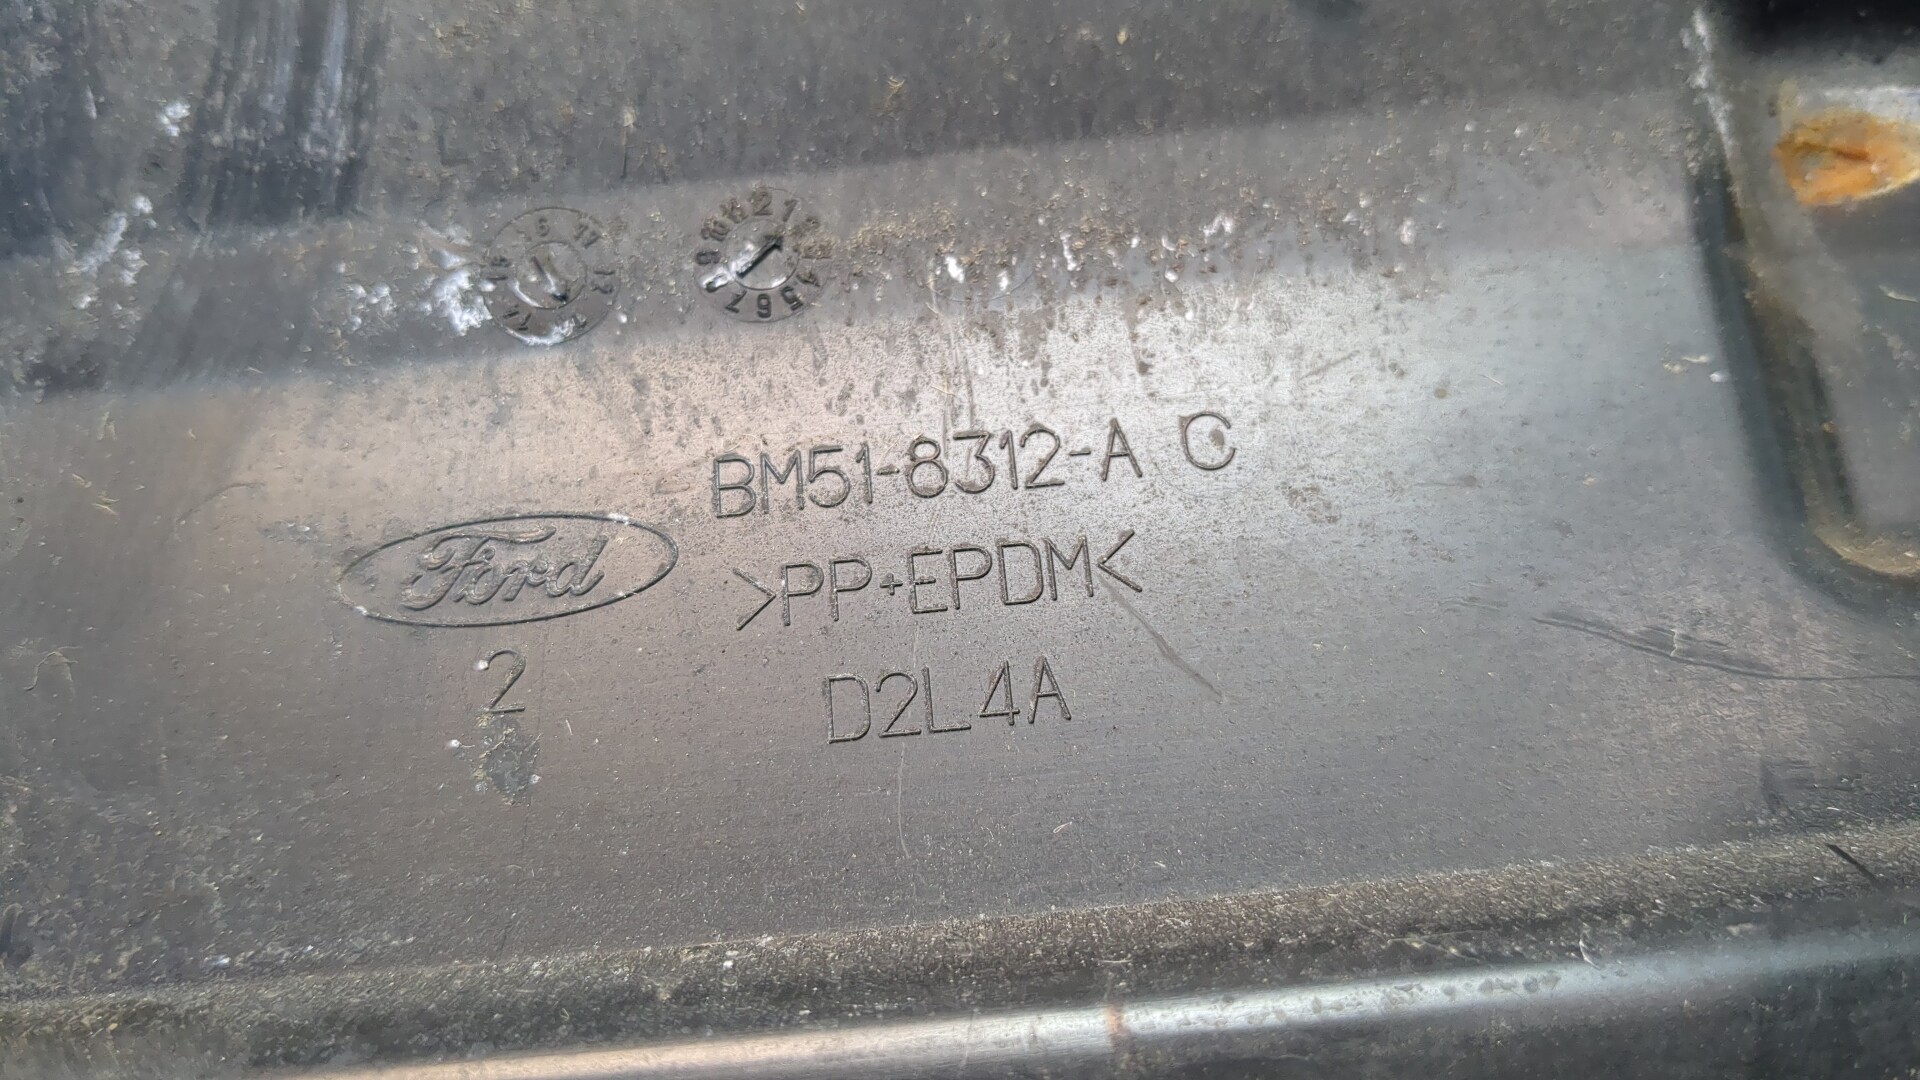 BM51-8312-A C
Ford
>PP+EPDM<
2
D2L4A